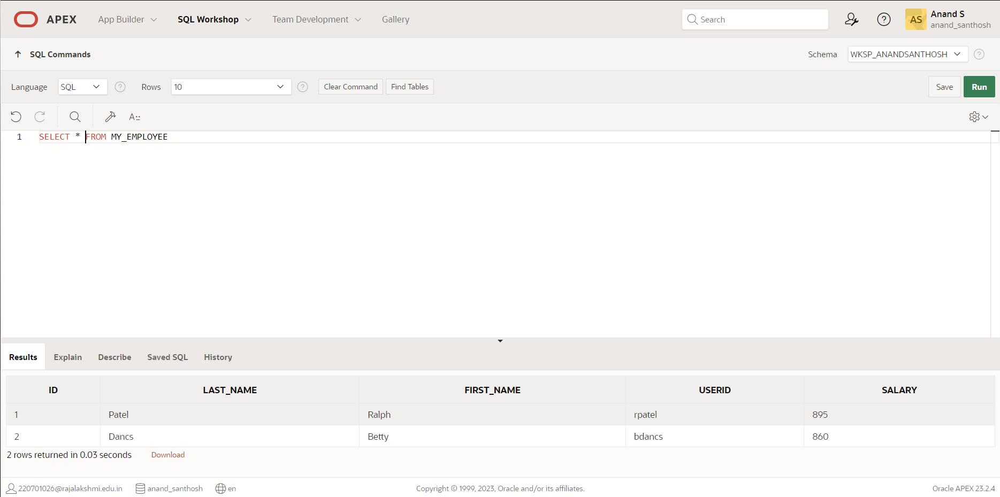 APEX App Builder SQL Workshop Team Development Gallery Search ? AS Anand S
anand_santhosh
SQL Commands Schema WKSP_ANANDSANTHOSH ?
Language SQL ? Rows 10 ? Clear Command Find Tables Save Run
A::
1 SELECT * FROM MY_EMPLOYEE
Results Explain Describe Saved SQL History
ID LAST_NAME FIRST_NAME USERID SALARY
1 Patel Ralph rpatel 895
2 Dancs Betty bdancs 860
2 rows returned in 0.03 seconds Download
220701026@rajalakshmi.edu.in anand_santhosh en Copyright © 1999, 2023, Oracle and/or its affiliates. Oracle APEX 23.2.4